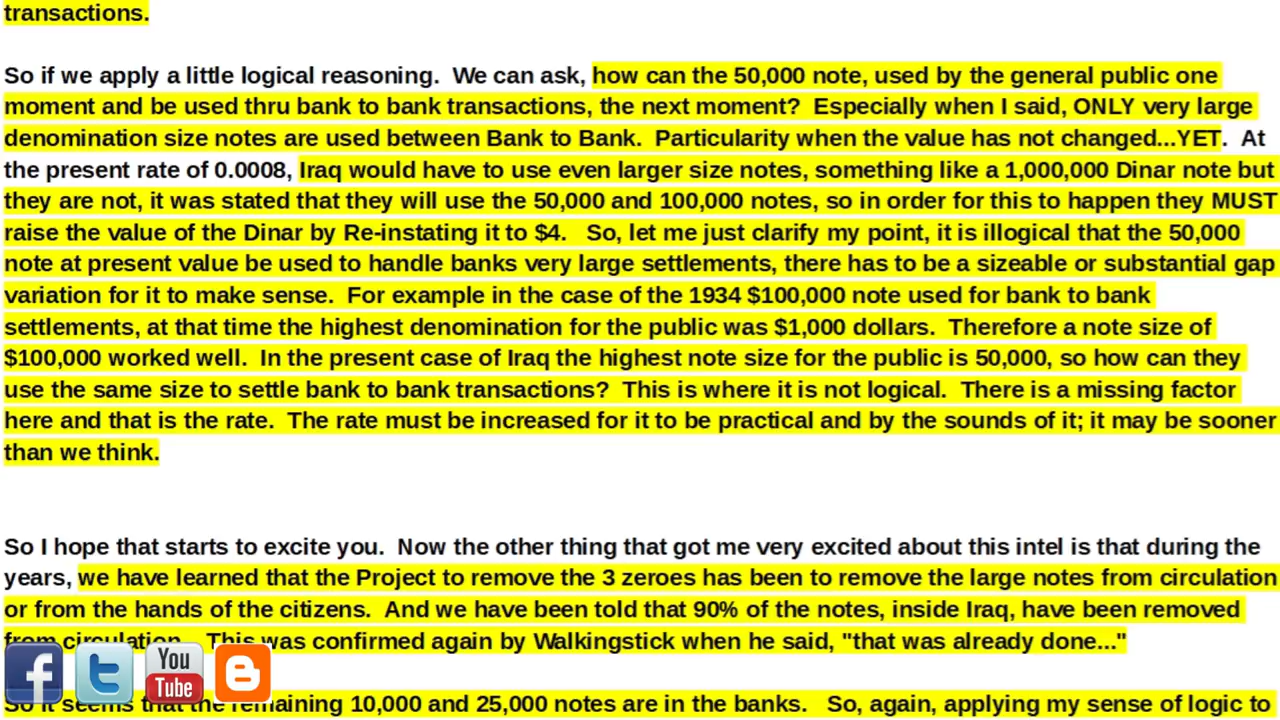 transactions.
So if we apply a little logical reasoning.  We can ask, how can the 50,000 note, used by the general public one
moment and be used thru bank to bank transactions, the next moment?  Especially when I said, ONLY very large
denomination size notes are used between Bank to Bank.  Particularity when the value has not changed...YET.  At
the present rate of 0.0008, Iraq would have to use even larger size notes, something like a 1,000,000 Dinar note but
they are not, it was stated that they will use the 50,000 and 100,000 notes, so in order for this to happen they MUST
raise the value of the Dinar by Re-instating it to $4.   So, let me just clarify my point, it is illogical that the 50,000
note at present value be used to handle banks very large settlements, there has to be a sizeable or substantial gap
variation for it to make sense.  For example in the case of the 1934 $100,000 note used for bank to bank
settlements, at that time the highest denomination for the public was $1,000 dollars.  Therefore a note size of
$100,000 worked well.  In the present case of Iraq the highest note size for the public is 50,000, so how can they
use the same size to settle bank to bank transactions?  This is where it is not logical.  There is a missing factor
here and that is the rate.  The rate must be increased for it to be practical and by the sounds of it; it may be sooner
than we think.
So I hope that starts to excite you.  Now the other thing that got me very excited about this intel is that during the
years, we have learned that the Project to remove the 3 zeroes has been to remove the large notes from circulation
or from the hands of the citizens.  And we have been told that 90% of the notes, inside Iraq, have been removed
from circulation.   This was confirmed again by Walkingstick when he said, "that was already done..."
You
Tube
So it seems that the remaining 10,000 and 25,000 notes are in the banks.   So, again, applying my sense of logic to